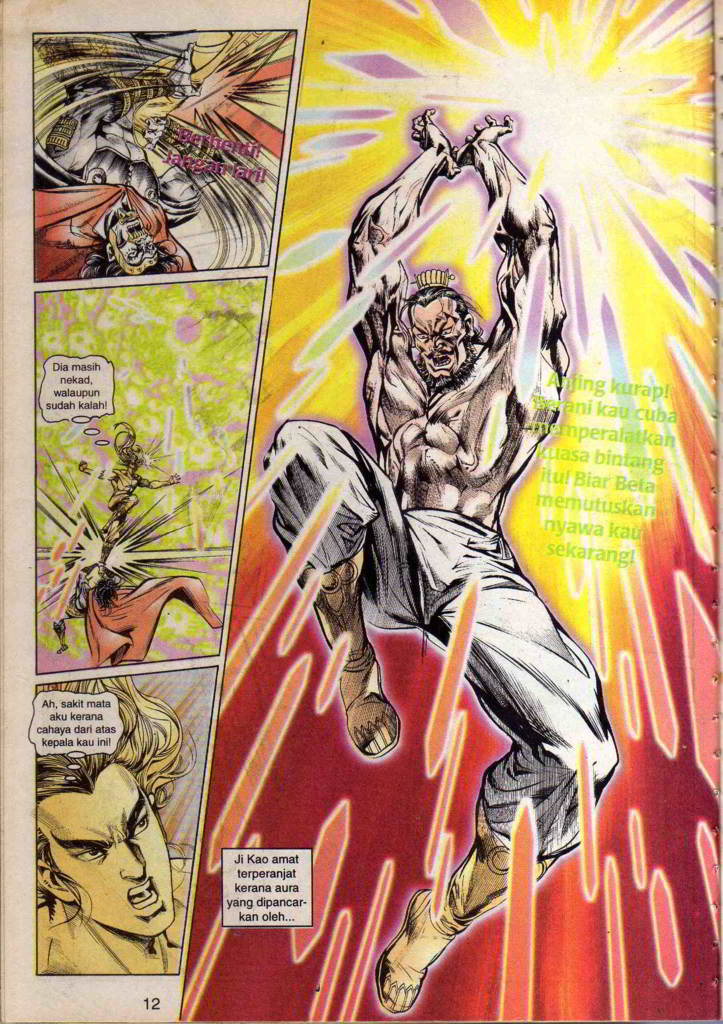 Berhenti!
Jangan lari!
Dia masih
nekad,
walaupun
sudah kalah!
Ah, sakit mata
aku kerana
cahaya dari atas
kepala kau ini!
Anjing kurap!
Berani kau cuba
memperalatkan
kuasa bintang
itu! Biar Beta
memutuskan
nyawa kau
sekarang!
Ji Kao amat
terperanjat
kerana aura
yang dipancar-
kan oleh...
12